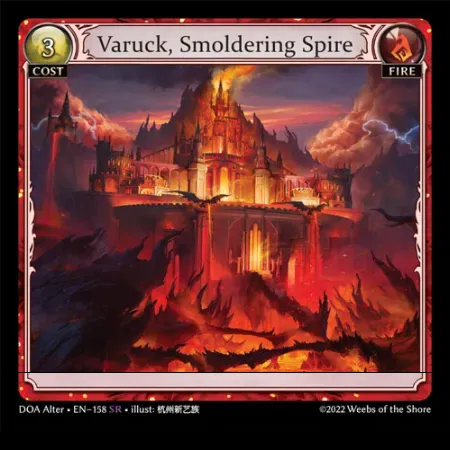 3 Varuck, Smoldering Spire
COST FIRE
DOA Alter • EN-158 SR • illust: 杭州新艺族 ©2022 Weebs of the Shore